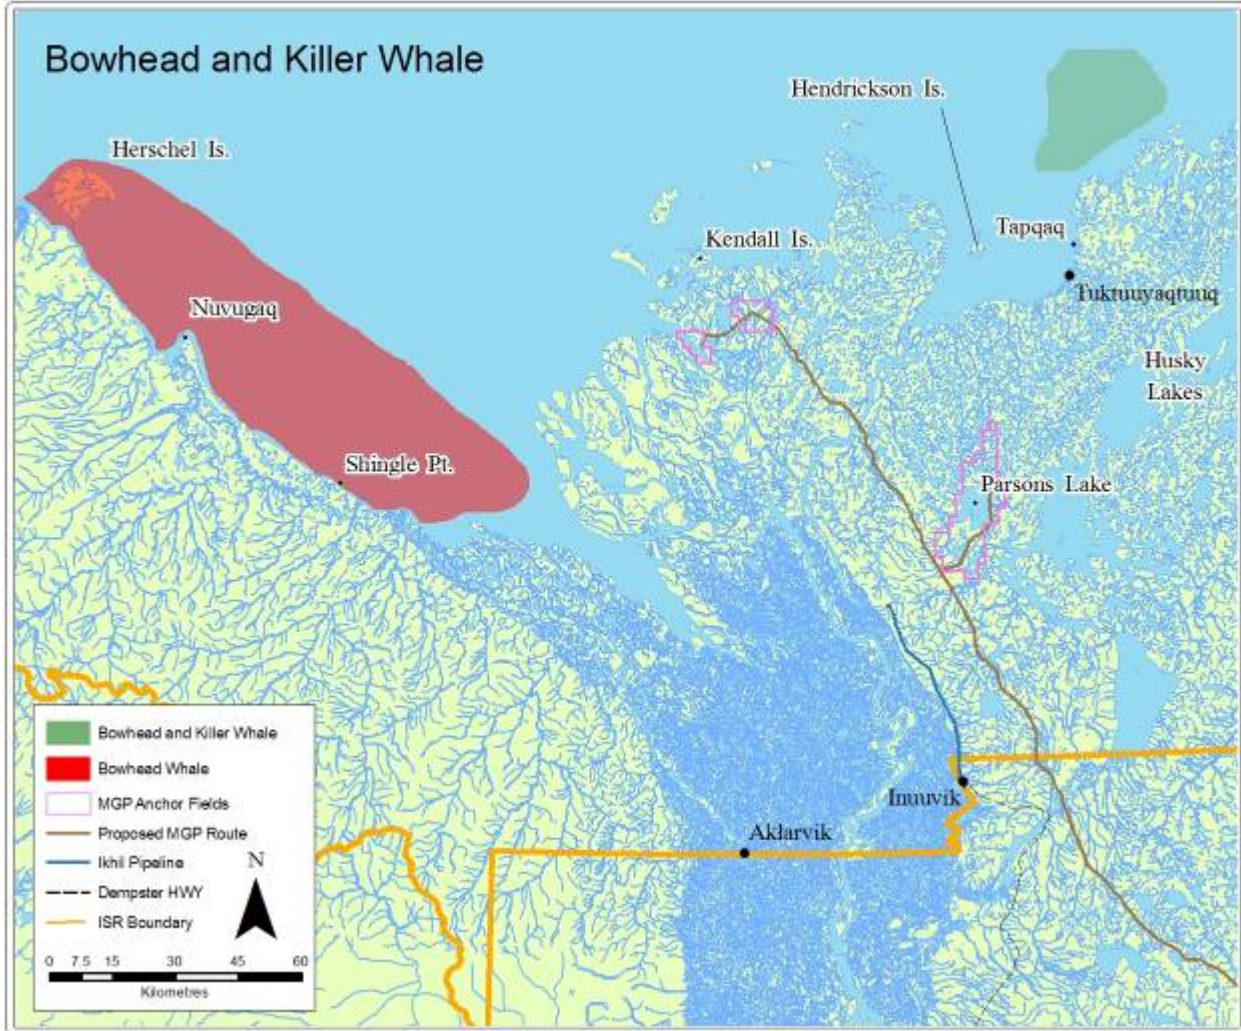 Bowhead and Killer Whale
Hendrickson Is.
Herschel Is.
Tapqaq
Kendall Is.
Tuktuuyaqtuuq
Nuvugaq
Husky
Lakes
Shingle Pt.
Parsons Lake
Inuuvik
Akłarvik
Bowhead and Killer Whale
Bowhead Whale
MGP Anchor Fields
Proposed MGP Route
Ikhil Pipeline
Dempster HWY
ISR Boundary
N
0 7.5 15 30 45 60
Kilometres